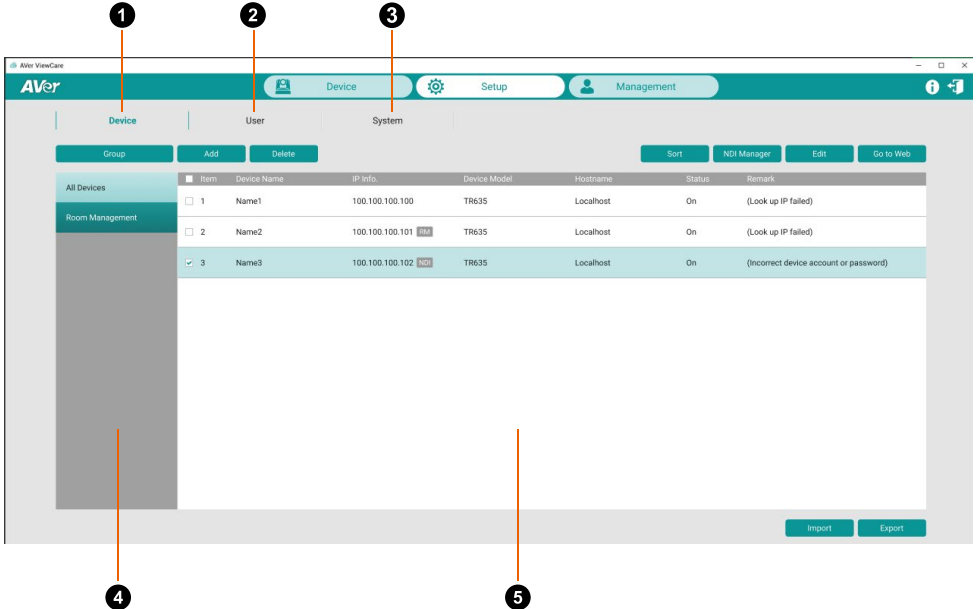 1 2 3
AVer ViewCare
AVer Device Setup Management
Device User System
Group Add Delete Sort NDI Manager Edit Go to Web
All Devices
Room Management
Item Device Name IP Info. Device Model Hostname Status Remark
1 Name1 100.100.100.100 TR635 Localhost On (Look up IP failed)
2 Name2 100.100.100.101 RM TR635 Localhost On (Look up IP failed)
3 Name3 100.100.100.102 NDI TR635 Localhost On (Incorrect device account or password)
Import Export
4 5